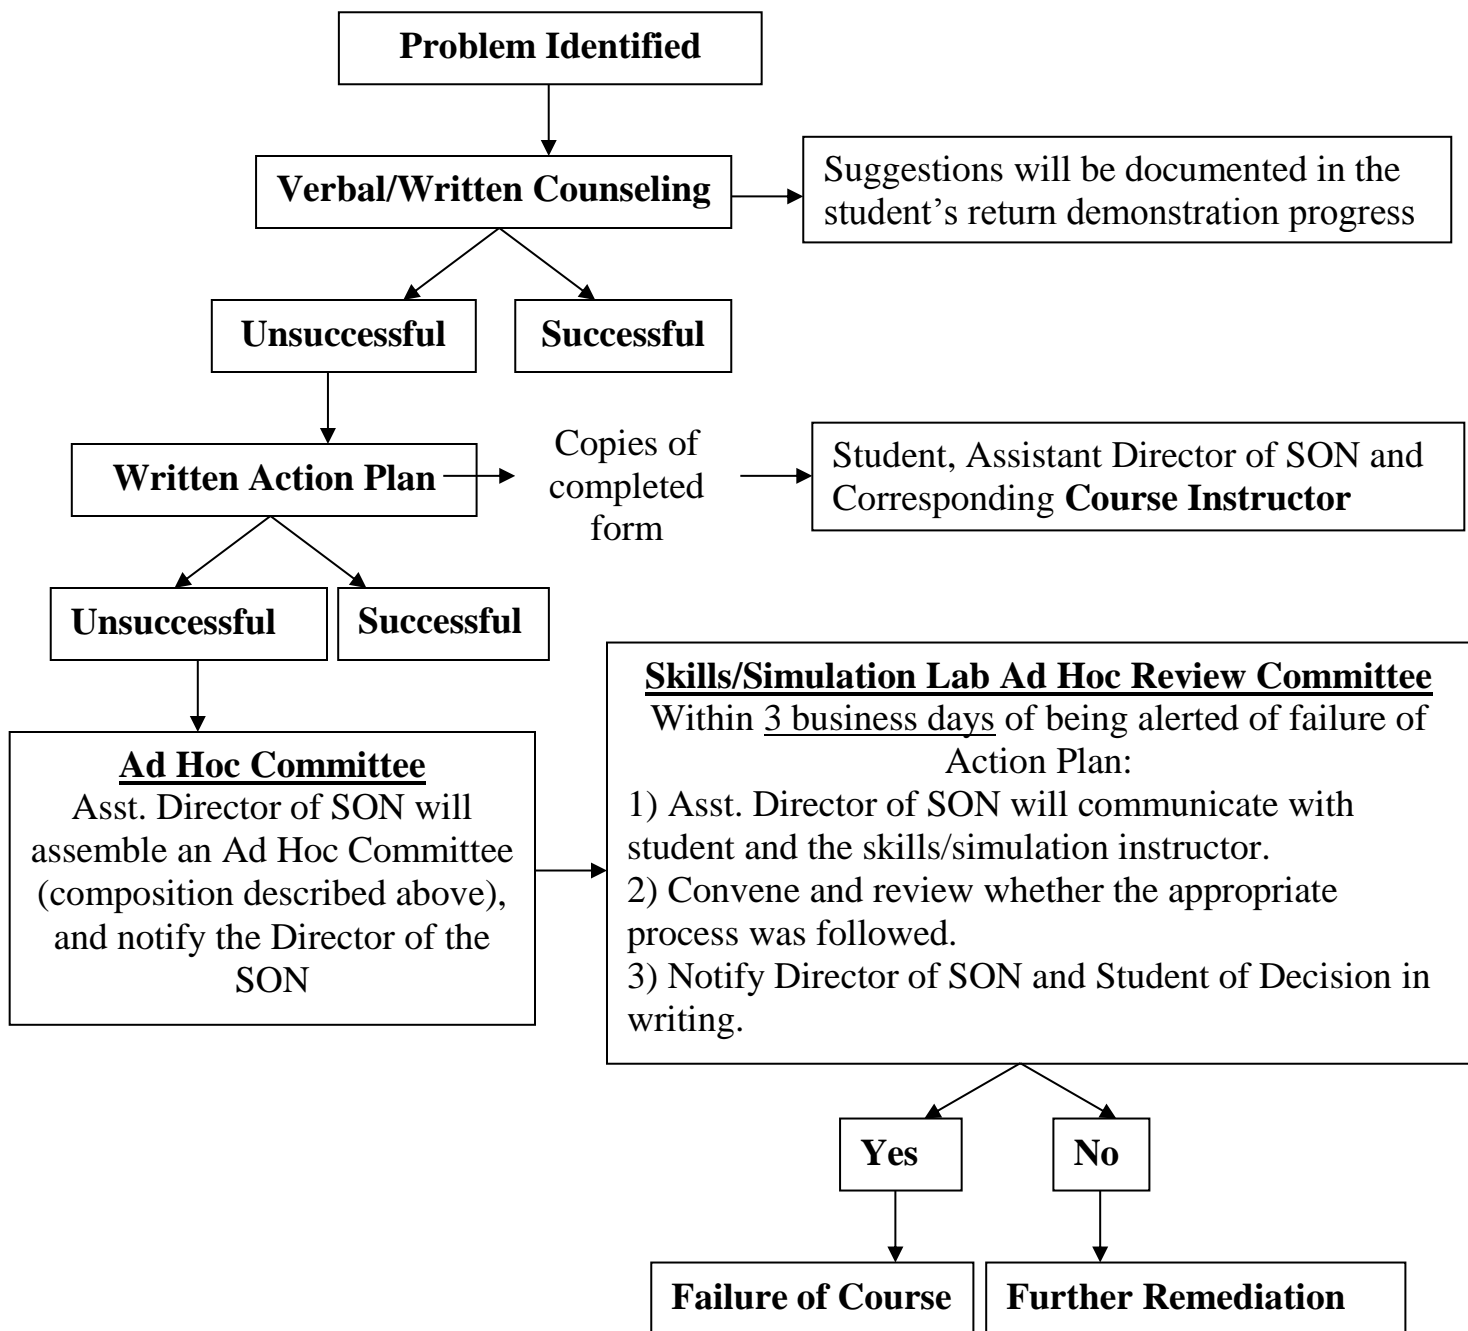 Problem Identified
Verbal/Written Counseling
Suggestions will be documented in the
student’s return demonstration progress
Unsuccessful
Successful
Written Action Plan
Copies of
completed
form
Student, Assistant Director of SON and
Corresponding Course Instructor
Unsuccessful
Successful
Ad Hoc Committee
Asst. Director of SON will
assemble an Ad Hoc Committee
(composition described above),
and notify the Director of the
SON
Skills/Simulation Lab Ad Hoc Review Committee
Within 3 business days of being alerted of failure of
Action Plan:
1) Asst. Director of SON will communicate with
student and the skills/simulation instructor.
2) Convene and review whether the appropriate
process was followed.
3) Notify Director of SON and Student of Decision in
writing.
Yes
No
Failure of Course
Further Remediation